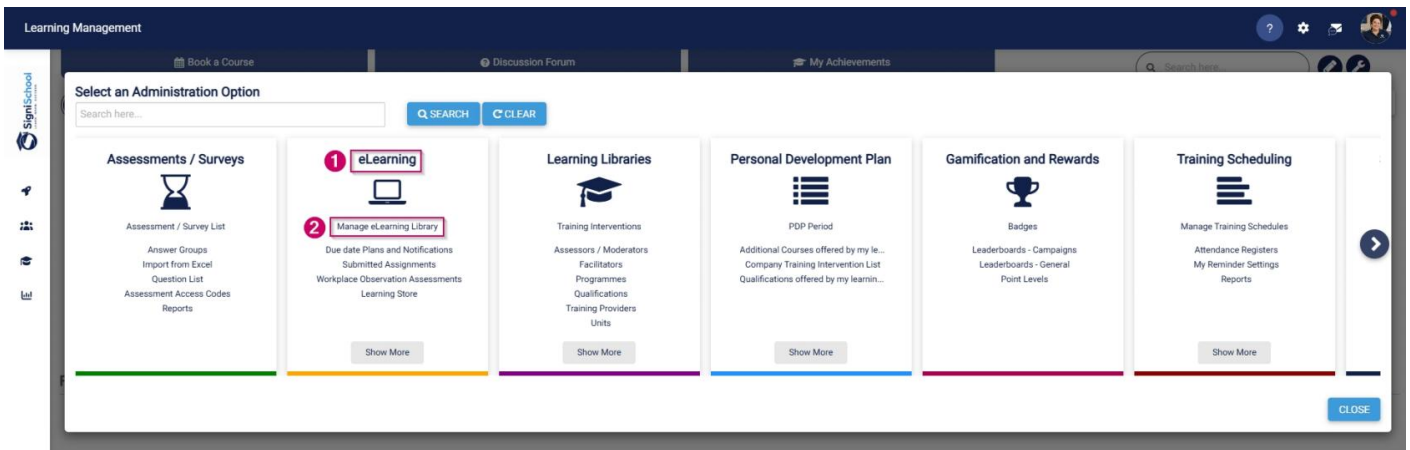 Learning Management
?
Book a Course
Discussion Forum
My Achievements
Search here...
SigniSchool
Select an Administration Option
Search here...
SEARCH
CLEAR
Assessments / Surveys
Assessment / Survey List
Answer Groups
Import from Excel
Question List
Assessment Access Codes
Reports
1 eLearning
2 Manage eLearning Library
Due date Plans and Notifications
Submitted Assignments
Workplace Observation Assessments
Learning Store
Show More
Learning Libraries
Training Interventions
Assessors / Moderators
Facilitators
Programmes
Qualifications
Training Providers
Units
Show More
Personal Development Plan
PDP Period
Additional Courses offered by my le...
Company Training Intervention List
Qualifications offered by my learnin...
Show More
Gamification and Rewards
Badges
Leaderboards - Campaigns
Leaderboards - General
Point Levels
Training Scheduling
Manage Training Schedules
Attendance Registers
My Reminder Settings
Reports
Show More
CLOSE